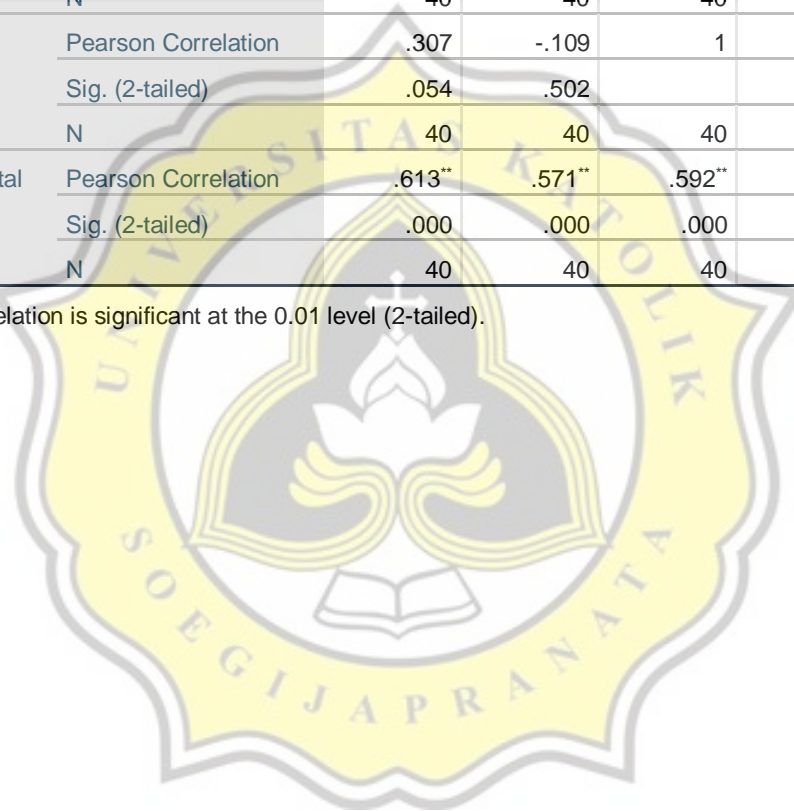 N 40 40 40
Pearson Correlation .307 -.109 1
Sig. (2-tailed) .054 .502
N 40 40 40
tal Pearson Correlation .613** .571** .592**
Sig. (2-tailed) .000 .000 .000
N 40 40 40
elation is significant at the 0.01 level (2-tailed).
UNIVERSITAS KATOLIK
SOEGIJAPRANATA